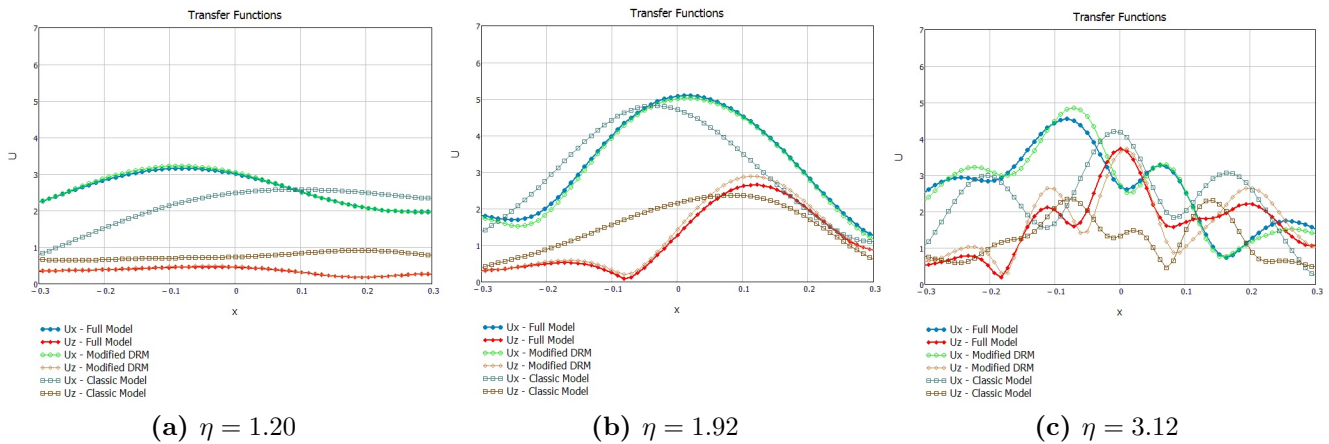 Transfer Functions
7
6
5
4
3
2
1
0
U
−0.3 −0.2 −0.1 0 0.1 0.2 0.3
x
Ux - Full Model
Uz - Full Model
Ux - Modified DRM
Uz - Modified DRM
Ux - Classic Model
Uz - Classic Model
(a) η = 1.20
Transfer Functions
7
6
5
4
3
2
1
0
U
−0.3 −0.2 −0.1 0 0.1 0.2 0.3
x
Ux - Full Model
Uz - Full Model
Ux - Modified DRM
Uz - Modified DRM
Ux - Classic Model
Uz - Classic Model
(b) η = 1.92
Transfer Functions
7
6
5
4
3
2
1
0
U
−0.3 −0.2 −0.1 0 0.1 0.2 0.3
x
Ux - Full Model
Uz - Full Model
Ux - Modified DRM
Uz - Modified DRM
Ux - Classic Model
Uz - Classic Model
(c) η = 3.12